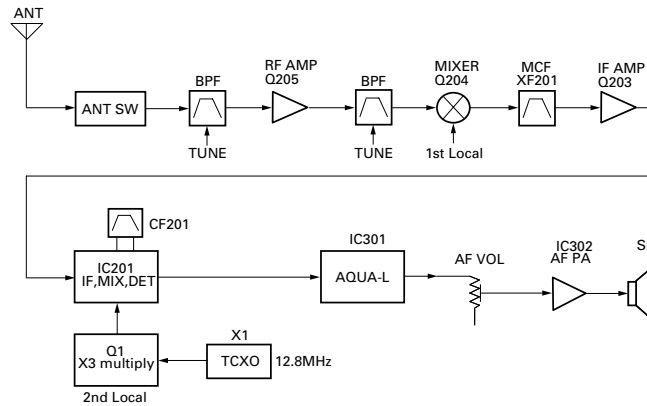 ANT
ANT SW
BPF
TUNE
RF AMP
Q205
BPF
TUNE
MIXER
Q204
1st Local
MCF
XF201
IF AMP
Q203
CF201
IC201
IF,MIX,DET
IC301
AQUA-L
AF VOL
IC302
AF PA
S
Q1
X3 multiply
2nd Local
X1
TCXO
12.8MHz